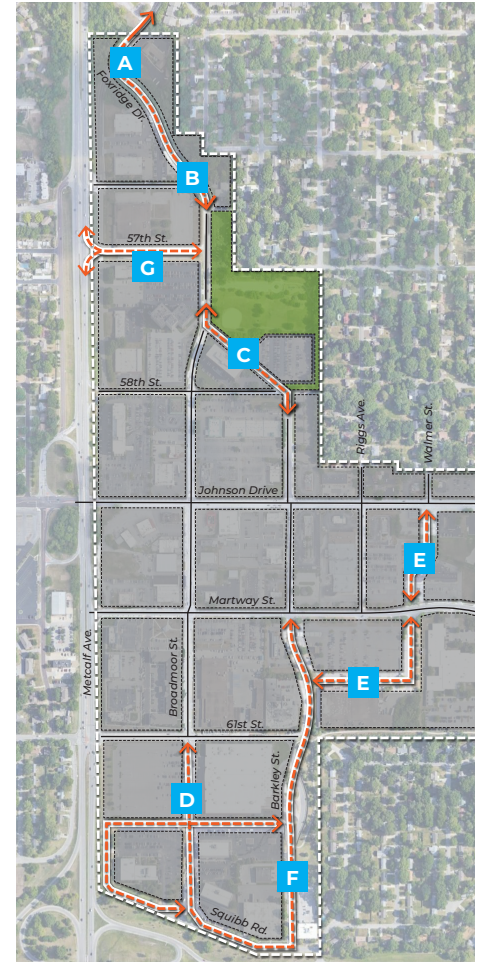 A
Foxridge Dr.
B
57th St.
G
C
58th St.
Riggs Ave.
Walmer St.
Johnson Drive
E
Martway St.
Metcalf Ave.
Broadmoor St.
E
61st St.
Barkley St.
D
F
Squibb Rd.